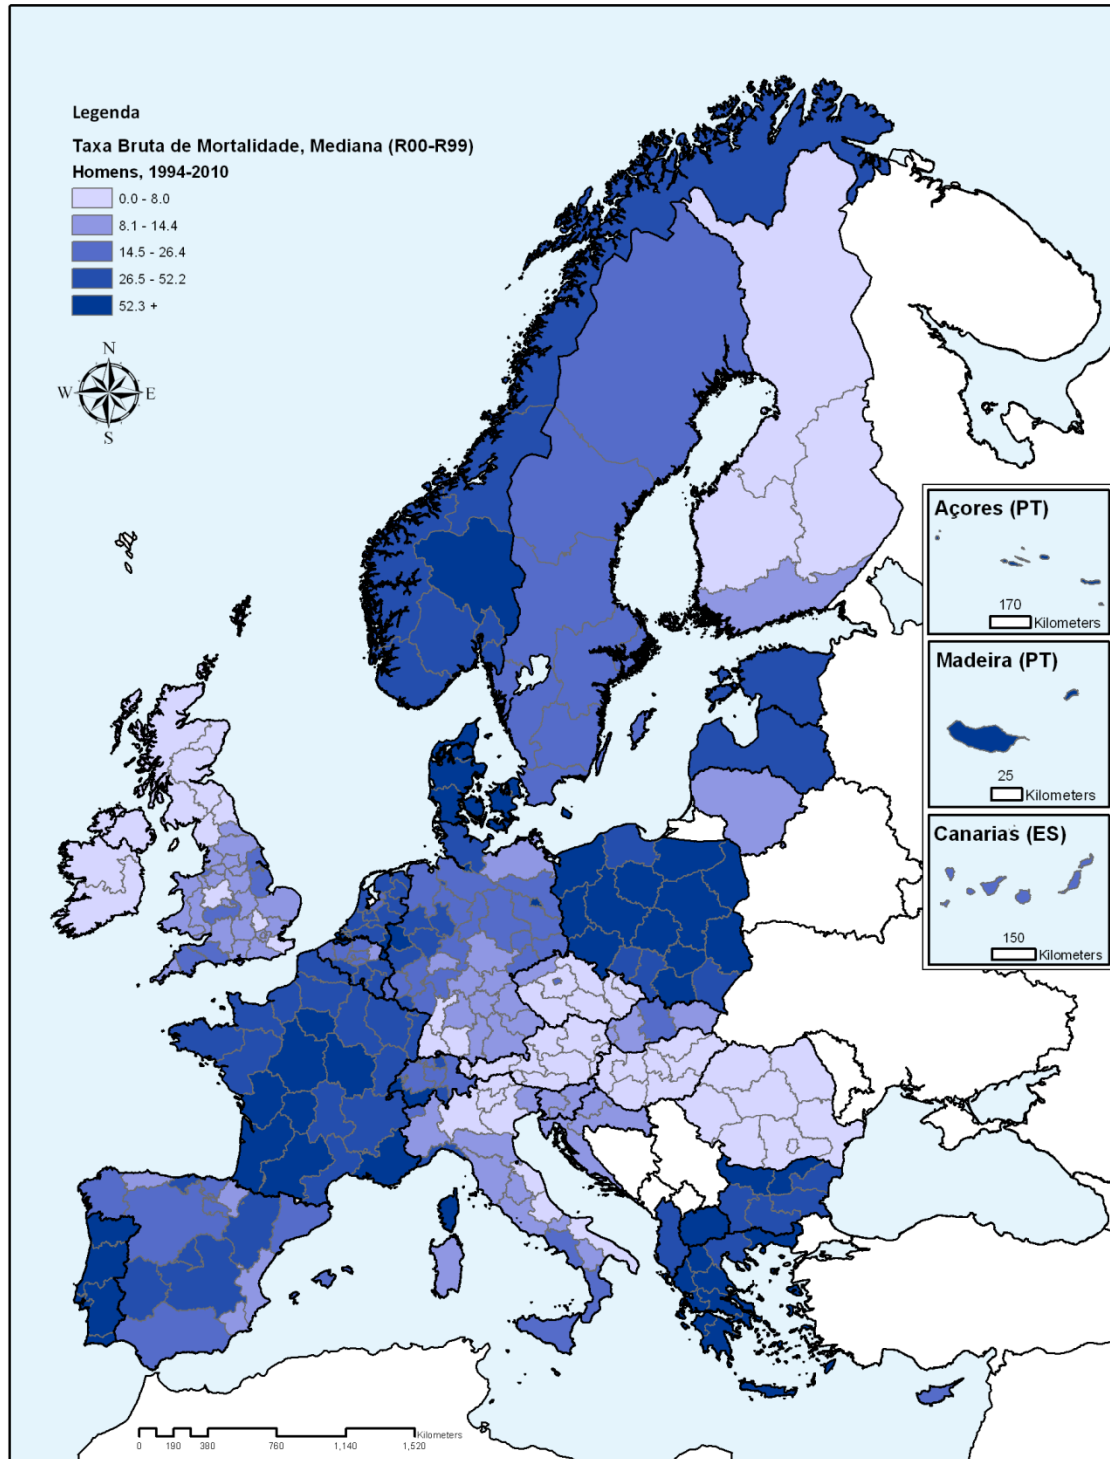 Legenda
Taxa Bruta de Mortalidade, Mediana (R00-R99)
Homens, 1994-2010
0.0 - 8.0
8.1 - 14.4
14.5 - 26.4
26.5 - 52.2
52.3 +
N
W E
S
Açores (PT)
170
Kilometers
Madeira (PT)
25
Kilometers
Canarias (ES)
150
Kilometers
Kilometers
0 190 380 760 1,140 1,520